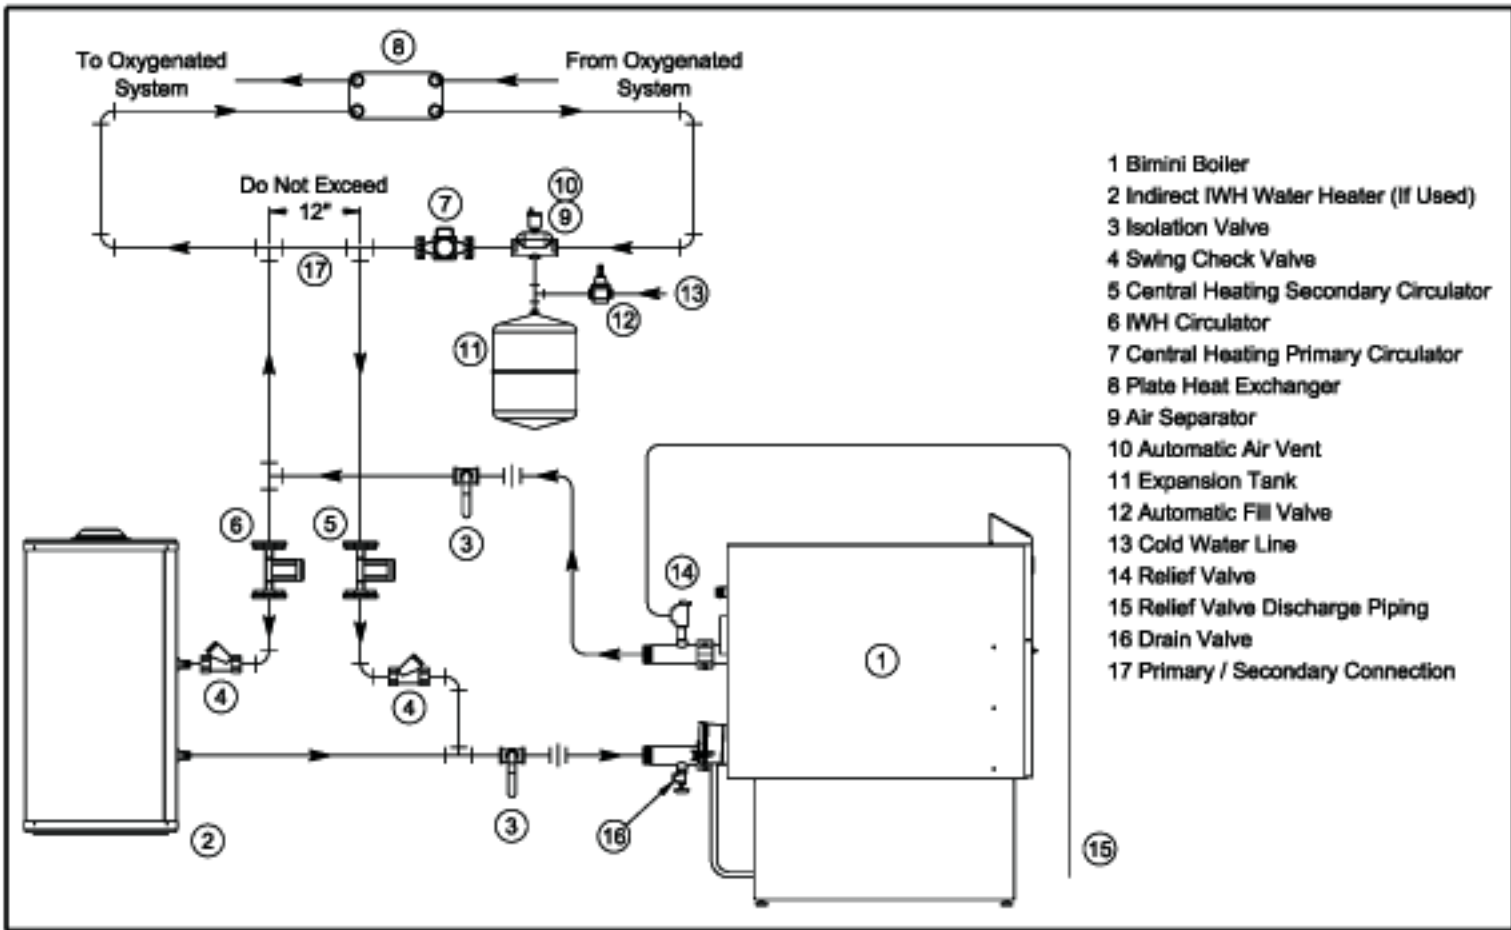 8
To Oxygenated System
From Oxygenated System
Do Not Exceed
12"
10
7
9
17
13
12
11
6
5
3
14
1
4
4
3
16
2
15
1 Bimini Boiler
2 Indirect IWH Water Heater (If Used)
3 Isolation Valve
4 Swing Check Valve
5 Central Heating Secondary Circulator
6 IWH Circulator
7 Central Heating Primary Circulator
8 Plate Heat Exchanger
9 Air Separator
10 Automatic Air Vent
11 Expansion Tank
12 Automatic Fill Valve
13 Cold Water Line
14 Relief Valve
15 Relief Valve Discharge Piping
16 Drain Valve
17 Primary / Secondary Connection